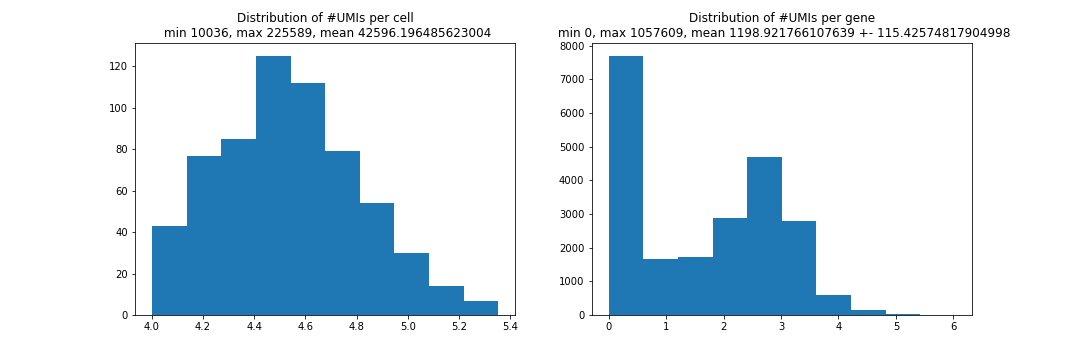 Distribution of #UMIs per cell
min 10036, max 225589, mean 42596.196485623004
120
100
80
60
40
20
0
4.0 4.2 4.4 4.6 4.8 5.0 5.2 5.4
Distribution of #UMIs per gene
min 0, max 1057609, mean 1198.921766107639 +- 115.42574817904998
8000
7000
6000
5000
4000
3000
2000
1000
0
0 1 2 3 4 5 6